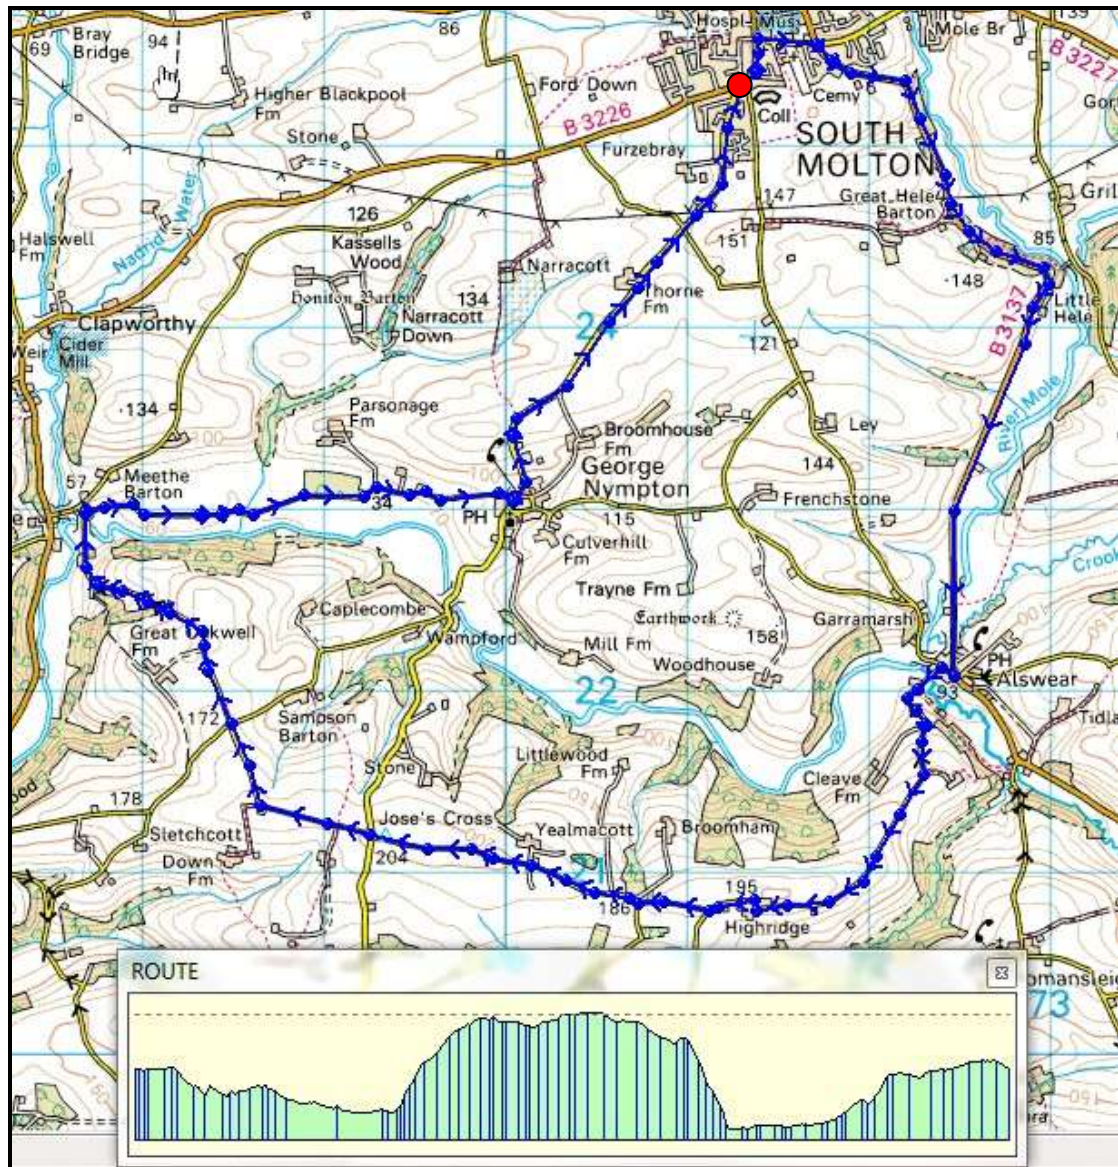 Hospl
Mus
Mole Br
139
Bray
Bridge
69
94
86
B 3227
Higher Blackpool
Fm
Ford Down
B 3226
Cemy
Coll
Stone
Furzebray
SOUTH
MOLTON
Great Hele
Barton
147
151
126
Nadrid Water
Halswell
Fm
Kassells
Wood
85
148
Narracott
Honiton Barton
134
Thorne
Fm
Little
Hele
Narracott
Down
Clapworthy
Weir
Cider
Mill
B 3137
121
River Mole
134
Parsonage
Fm
Broomhouse
Fm
Ley
George
Nympton
144
57
Meethe
Barton
34
Frenchstone
PH
115
Culverhill
Fm
Trayne Fm
Caplecombe
Earthwork
Garramarsh
158
Great Oakwell
Fm
Wampford
Mill Fm
Woodhouse
PH
Alswear
22
93
172
Sampson
Barton
Stone
Littlewood
Fm
Cleave
Fm
160
178
Jose's Cross
Yealmacott
Broomham
Sletchcott
Down
Fm
204
21
195
186
Highridge
ROUTE
73
160